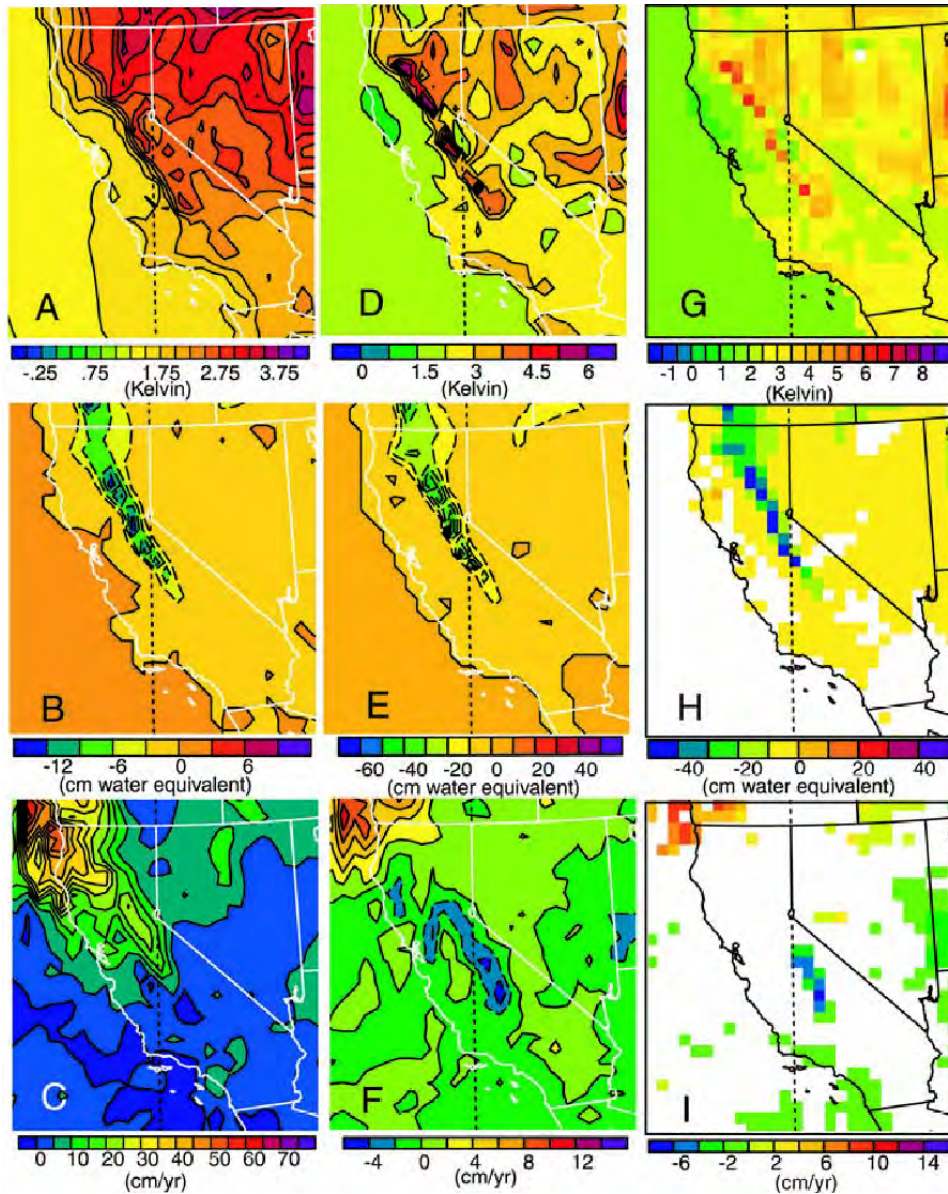 A
D
G
-.25 .75 1.75 2.75 3.75
(Kelvin)
0 1.5 3 4.5 6
(Kelvin)
-1 0 1 2 3 4 5 6 7 8
(Kelvin)
B
E
H
-12 -6 0 6
(cm water equivalent)
-60 -40 -20 0 20 40
(cm water equivalent)
-40 -20 0 20 40
(cm water equivalent)
C
F
I
0 10 20 30 40 50 60 70
(cm/yr)
-4 0 4 8 12
(cm/yr)
-6 -2 2 6 10 14
cm/yr)